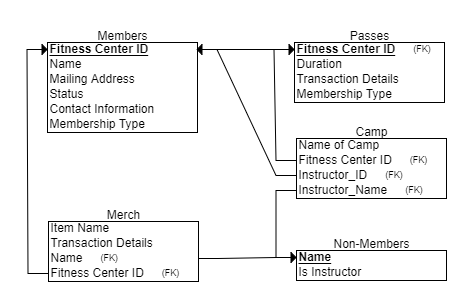 Members
Fitness Center ID
Name
Mailing Address
Status
Contact Information
Membership Type
Passes
Fitness Center ID (FK)
Duration
Transaction Details
Membership Type
Camp
Name of Camp
Fitness Center ID (FK)
Instructor_ID (FK)
Instructor_Name (FK)
Merch
Item Name
Transaction Details
Name (FK)
Fitness Center ID (FK)
Non-Members
Name
Is Instructor